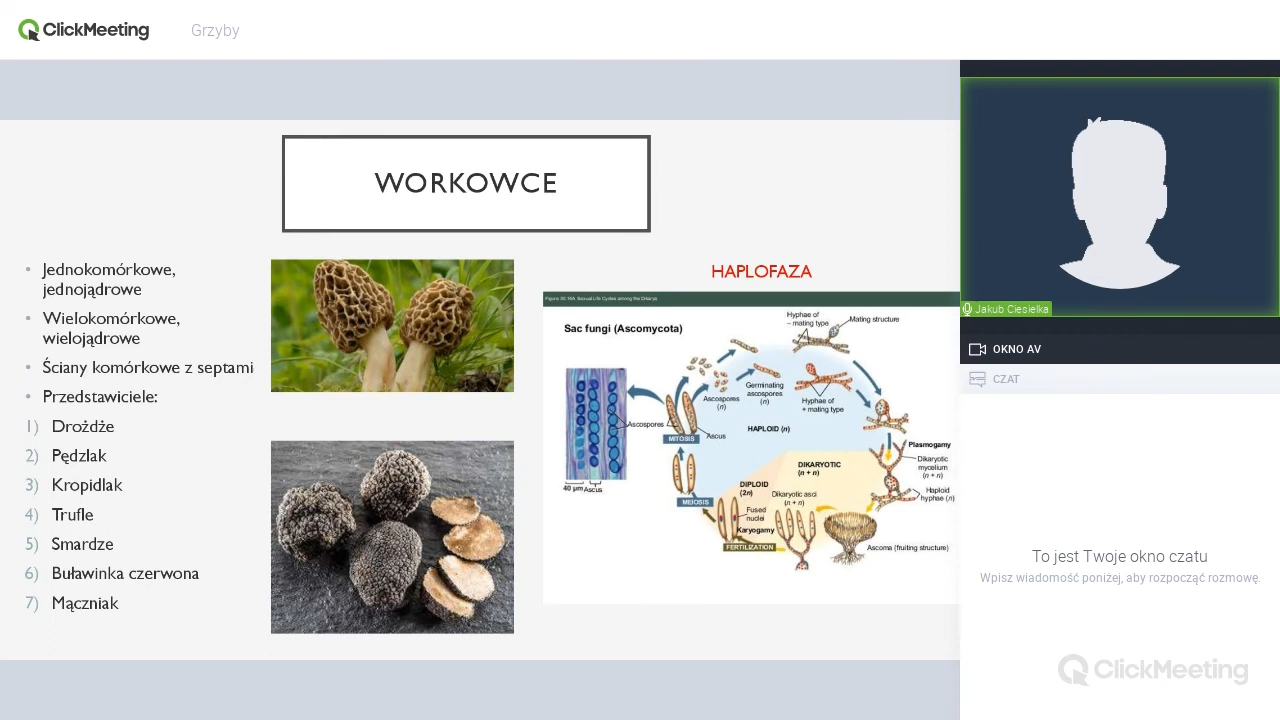 ClickMeeting
Grzyby
WORKOWCE
• Jednokomórkowe,
jednojądrowe
• Wielokomórkowe,
wielojądrowe
• Ściany komórkowe z septami
• Przedstawiciele:
1) Drożdże
2) Pędzlak
3) Kropidlak
4) Trufle
5) Smardze
6) Buławinka czerwona
7) Mączniak
HAPLOFAZA
Sac fungi (Ascomycota)
Hyphae of
– mating type
Mating structure
Germinating
ascospores
(n)
Ascospores
(n)
Hyphae of
+ mating type
Ascospores
Ascus
MITOSIS
HAPLOID (n)
Plasmogamy
Dikaryotic
mycelium
(n + n)
Haploid
hyphae (n)
DIKARYOTIC
(n + n)
DIPLOID
(2n)
Dikaryotic asci
(n + n)
40 µm
Ascus
MEIOSIS
Fused
nuclei
Karyogamy
FERTILIZATION
Ascoma (fruiting structure)
Jakub Ciesielka
OKNO AV
CZAT
To jest Twoje okno czatu
Wpisz wiadomość poniżej, aby rozpocząć rozmowę.
ClickMeeting